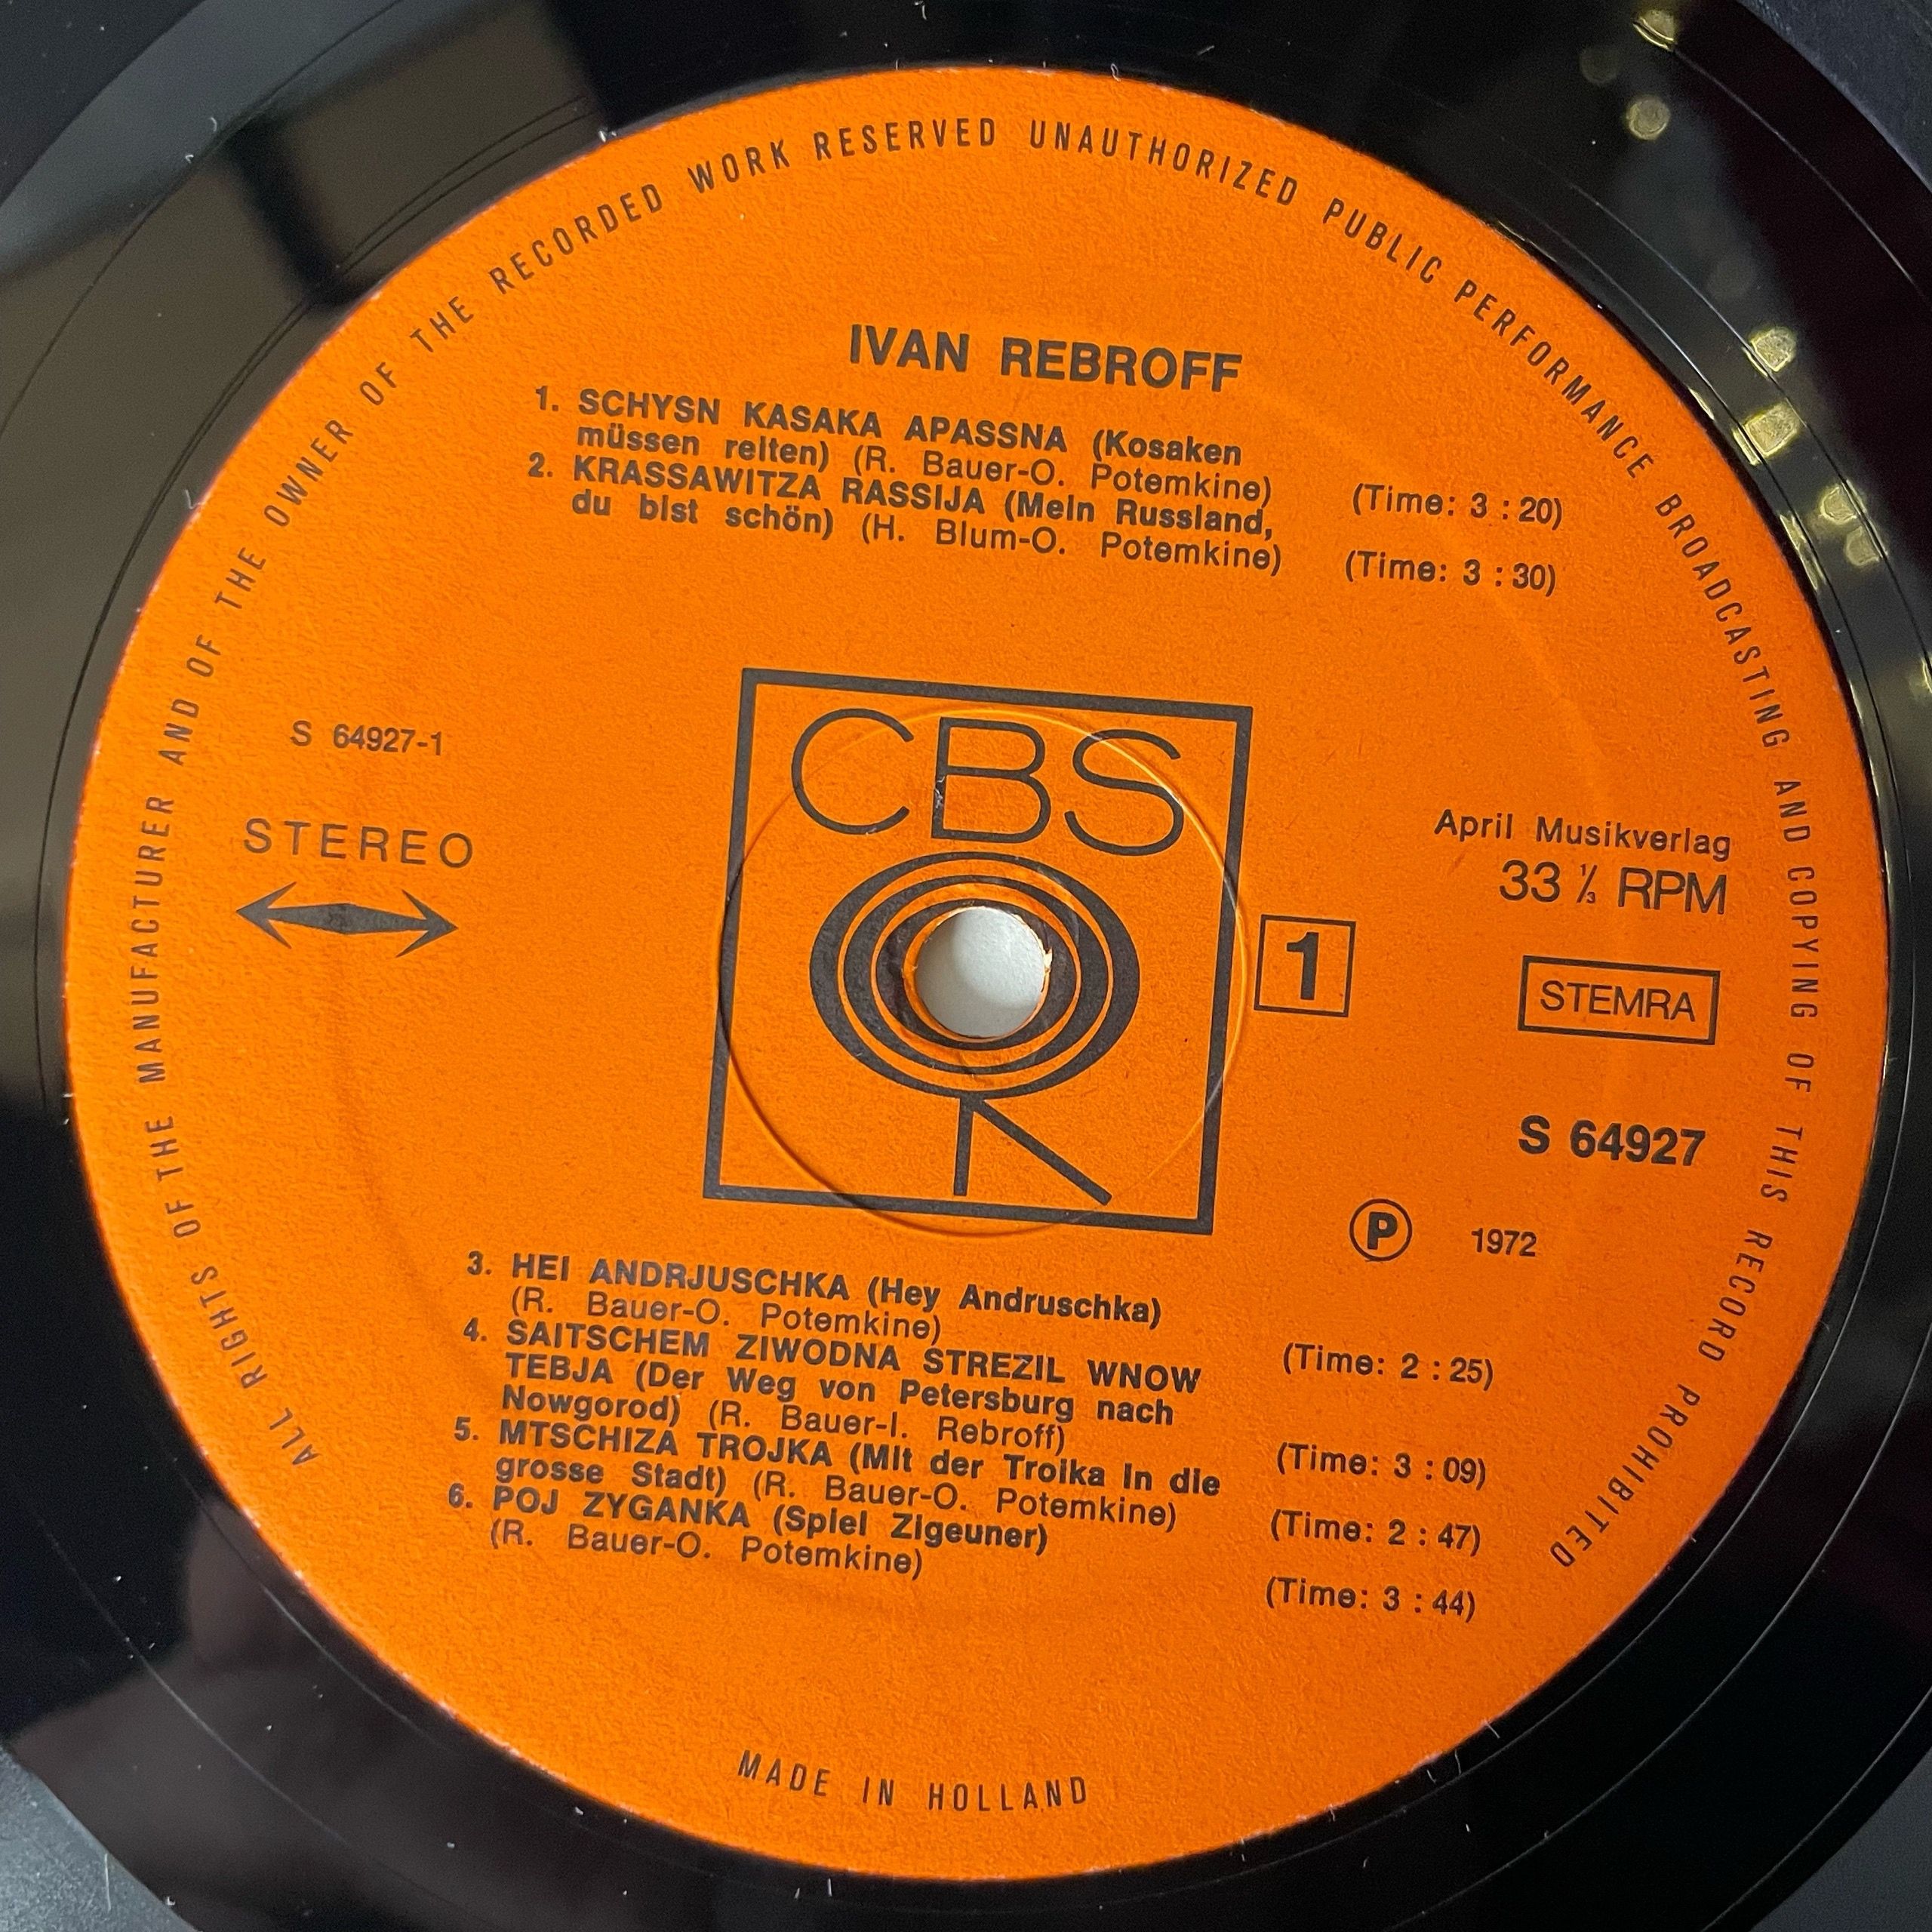 ALL RIGHTS OF THE MANUFACTURER AND OF THE OWNER OF THE RECORDED WORK RESERVED UNAUTHORIZED PUBLIC PERFORMANCE BROADCASTING AND COPYING OF THIS RECORD PROHIBITED
IVAN REBROFF
1. SCHYSN KASAKA APASSNA (Kosaken
müssen reiten) (R. Bauer-O. Potemkine) (Time: 3 : 20)
2. KRASSAWITZA RASSIJA (Mein Russland,
du bist schön) (H. Blum-O. Potemkine) (Time: 3 : 30)
CBS
S 64927-1
STEREO
April Musikverlag
33 ⅓ RPM
1
STEMRA
S 64927
Ⓟ 1972
3. HEI ANDRJUSCHKA (Hey Andruschka)
(R. Bauer-O. Potemkine) (Time: 2 : 25)
4. SAITSCHEM ZIWODNA STREZIL WNOW
TEBJA (Der Weg von Petersburg nach
Nowgorod) (R. Bauer-I. Rebroff) (Time: 3 : 09)
5. MTSCHIZA TROJKA (Mit der Troika in die
grosse Stadt) (R. Bauer-O. Potemkine) (Time: 2 : 47)
6. POJ ZYGANKA (Spiel Zigeuner)
(R. Bauer-O. Potemkine) (Time: 3 : 44)
MADE IN HOLLAND